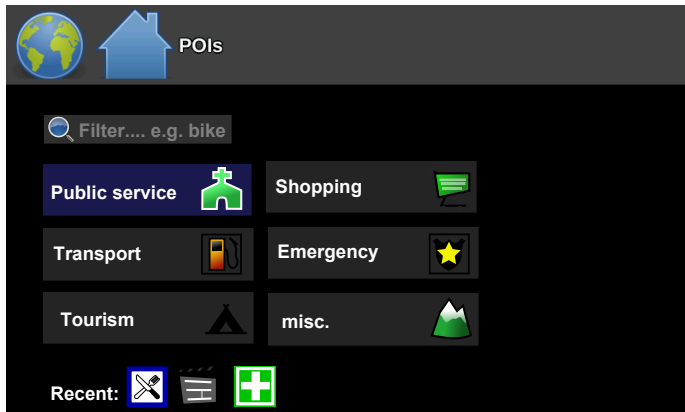 POIs
Filter.... e.g. bike
Public service
Shopping
Transport
Emergency
Tourism
misc.
Recent: